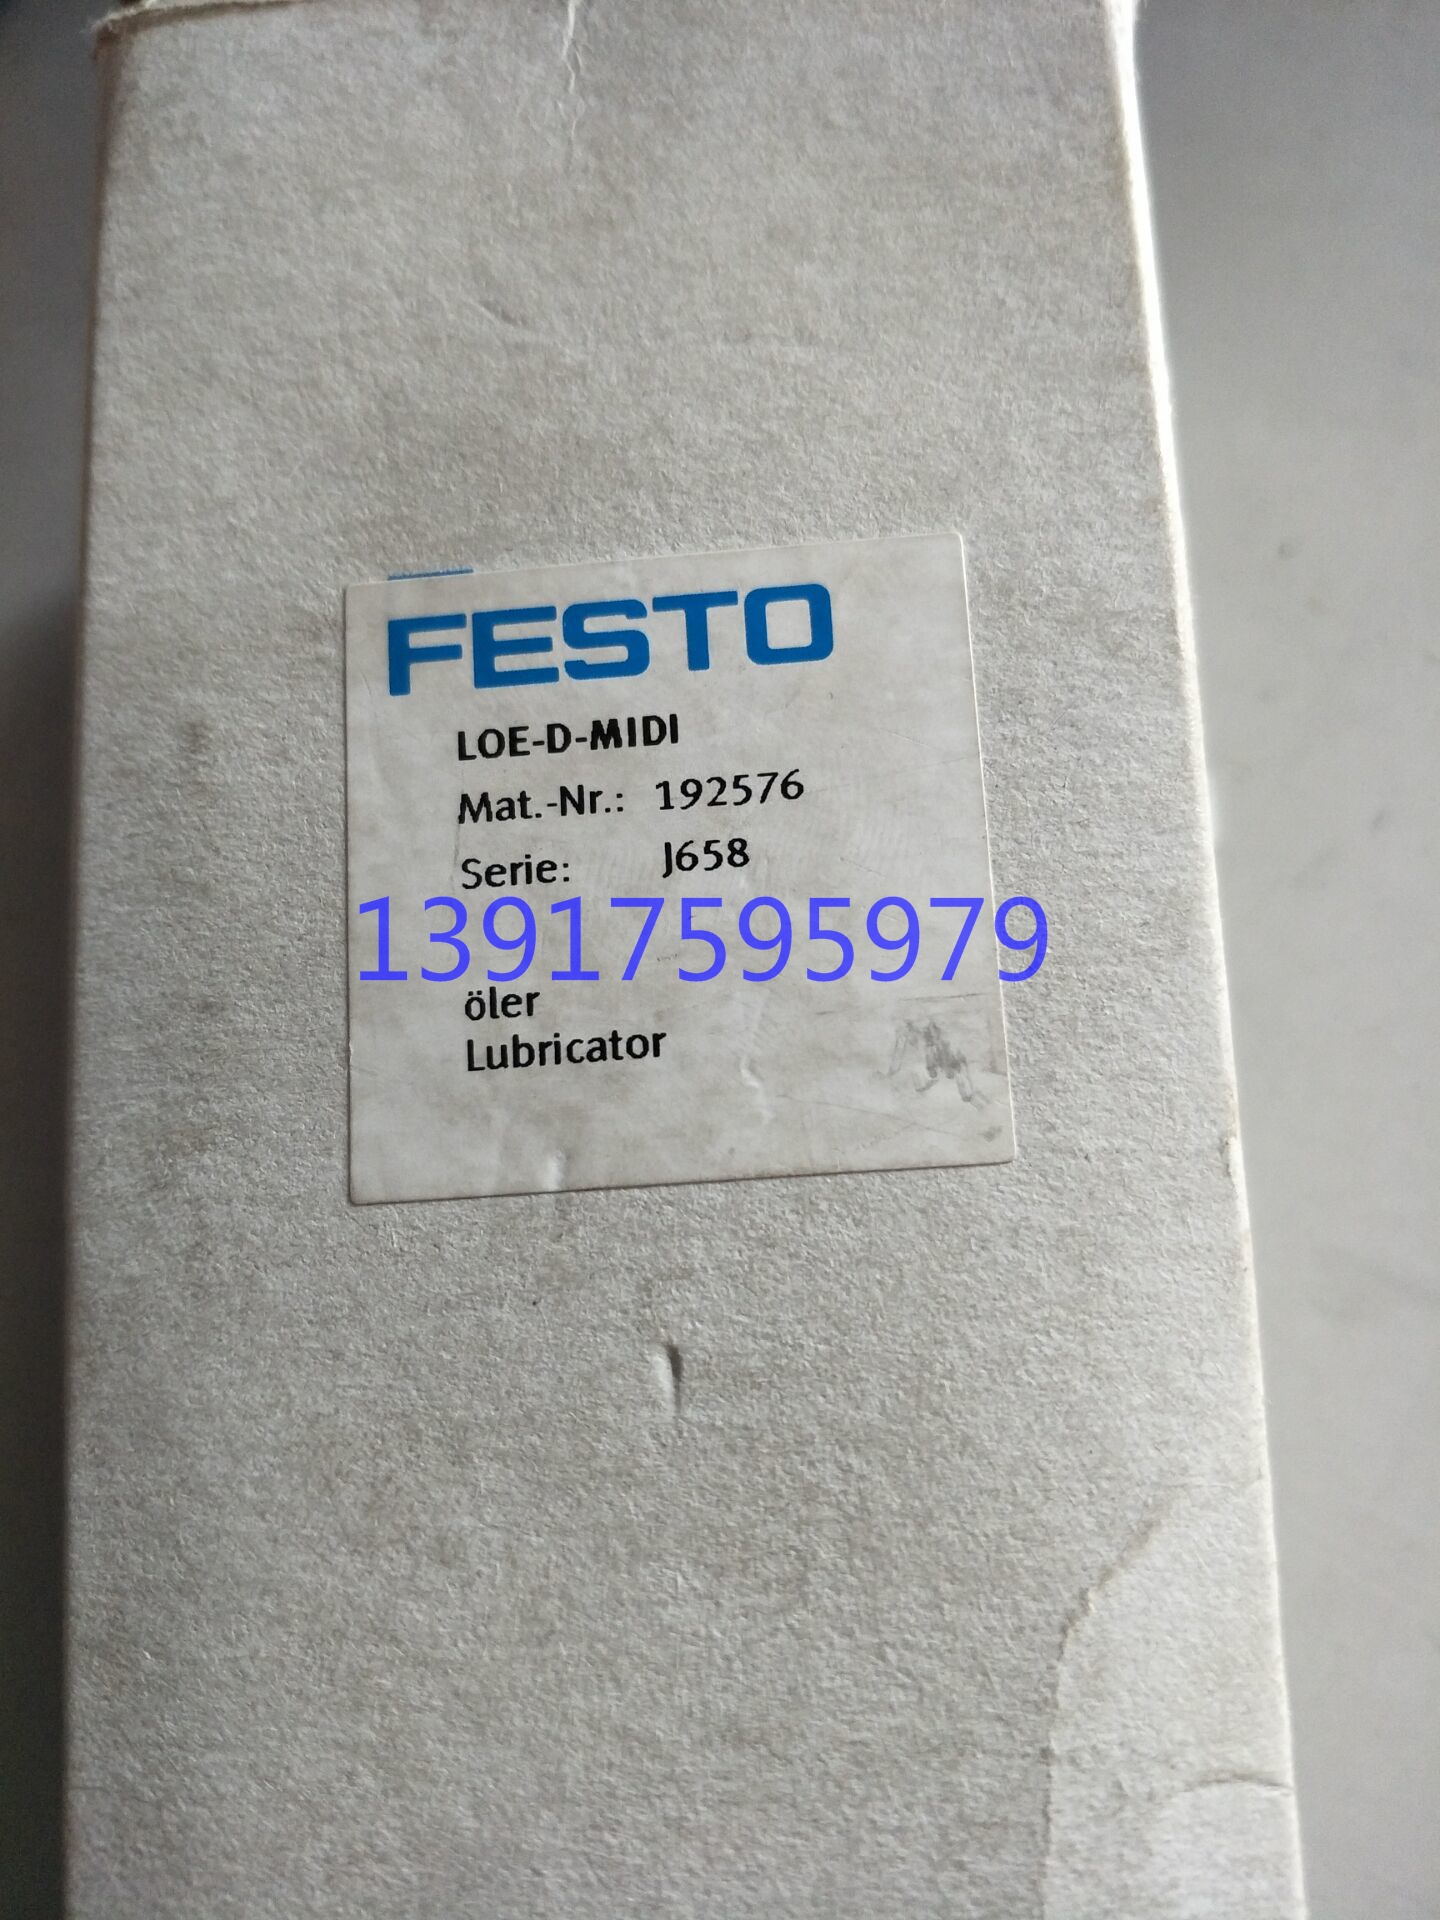 FESTO
LOE-D-MIDI
Mat.-Nr.: 192576
Serie: J658
13917595979
öler
Lubricator